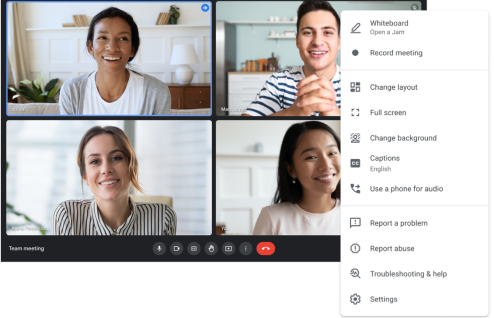 Whiteboard
Open a Jam
Record meeting
Change layout
Full screen
Change background
Captions
CC
English
Use a phone for audio
Report a problem
Report abuse
Troubleshooting & help
Settings
Team meeting